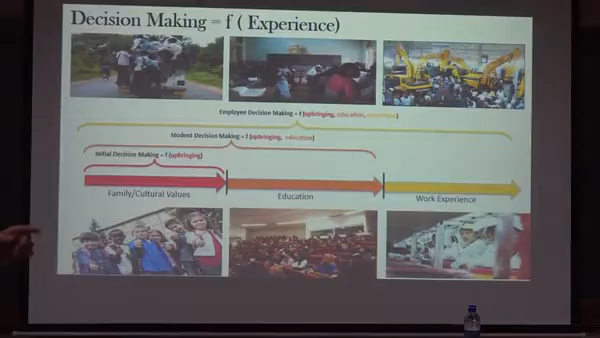 Decision Making = f ( Experience)
Employee Decision Making = f (upbringing, education,
Student Decision Making = f (upbringing, education)
Initial Decision Making = f (upbringing)
Family/Cultural Values
Education
Work Experience